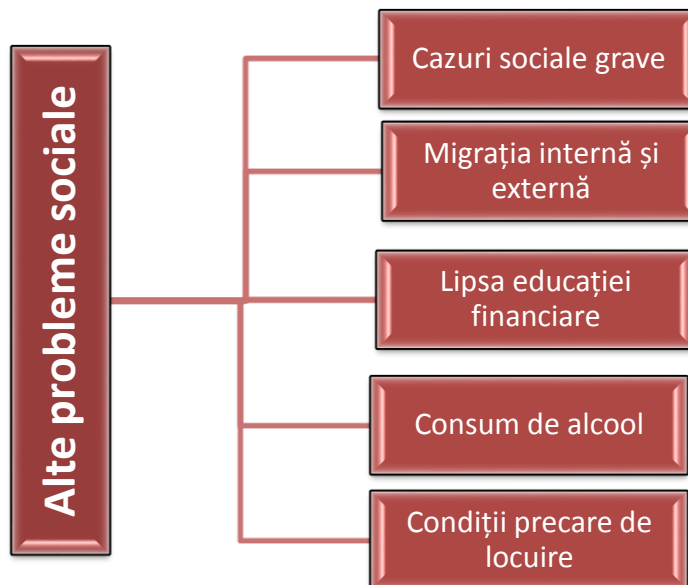 Alte probleme sociale
Cazuri sociale grave
Migrația internă și
externă
Lipsa educației
financiare
Consum de alcool
Condiții precare de
locuire